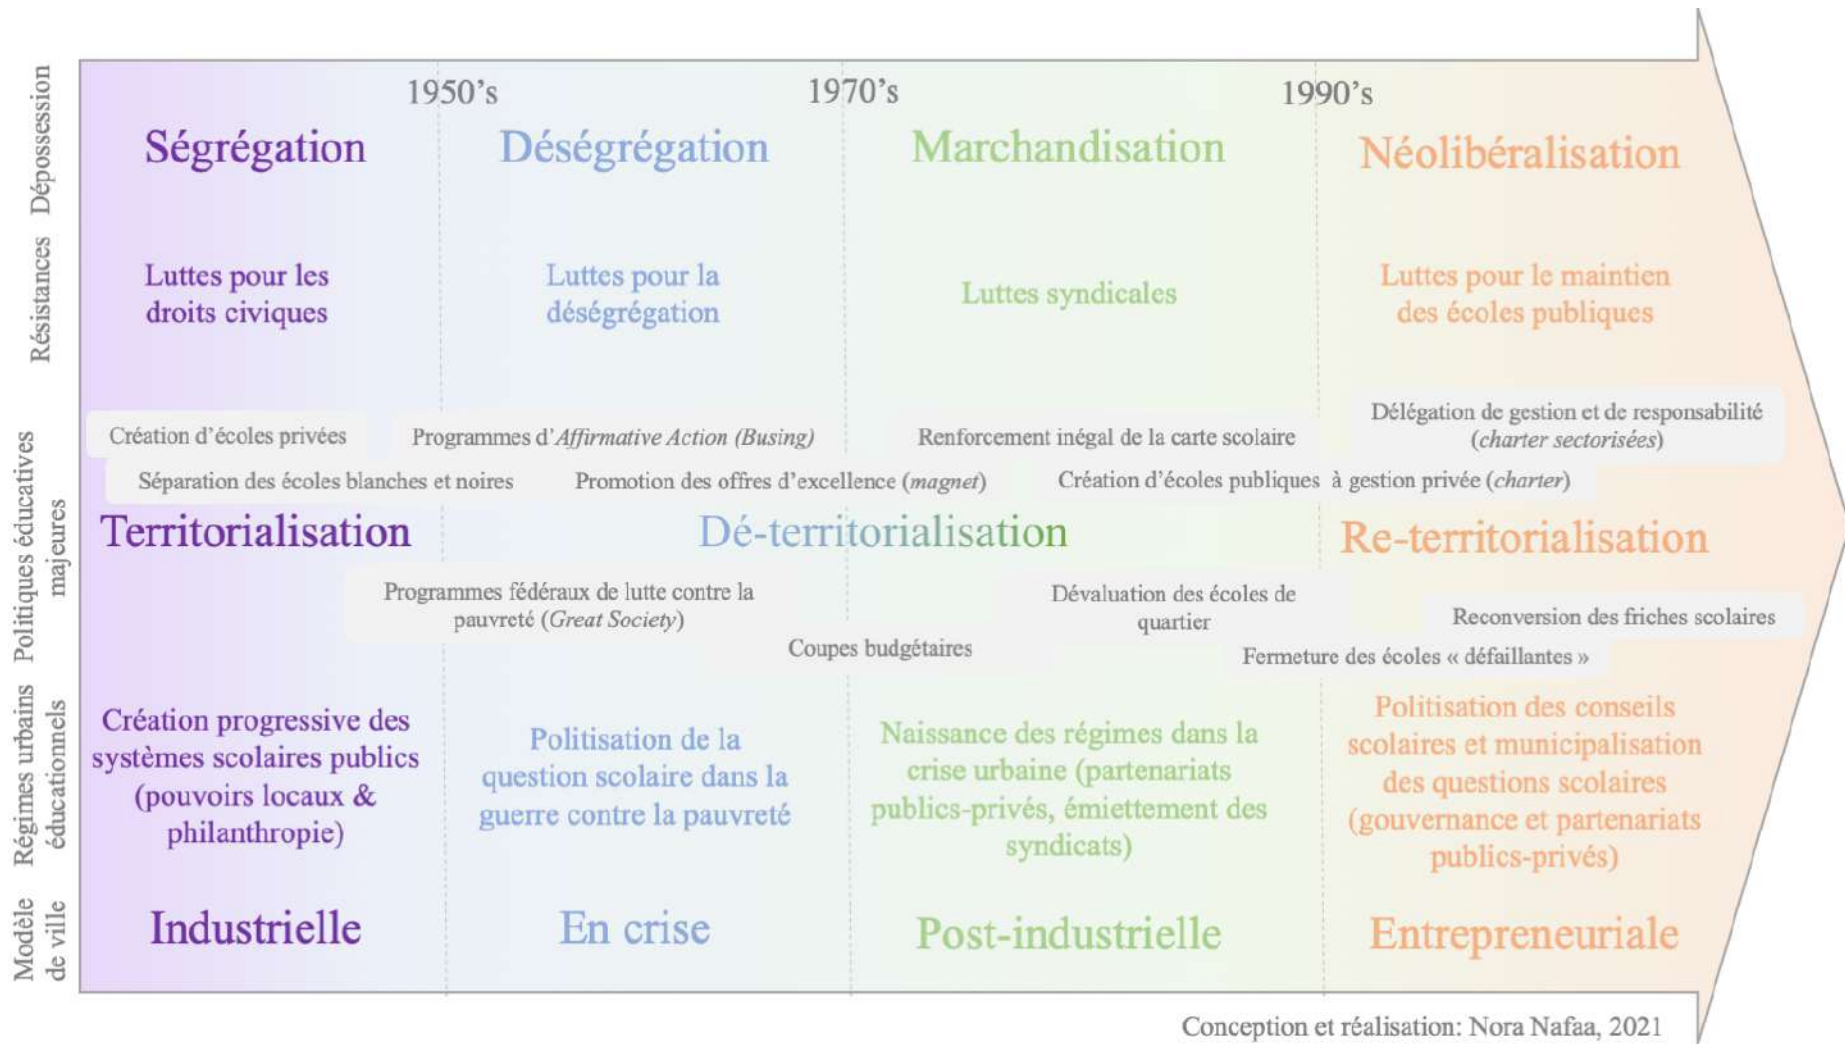 1950's
1970's
1990's
Dépossession
Ségrégation
Déségrégation
Marchandisation
Néolibéralisation
Résistances
Luttes pour les
droits civiques
Luttes pour la
déségrégation
Luttes syndicales
Luttes pour le maintien
des écoles publiques
Politiques éducatives
majeures
Création d'écoles privées
Programmes d'Affirmative Action (Busing)
Renforcement inégal de la carte scolaire
Délégation de gestion et de responsabilité
(charter sectorisées)
Séparation des écoles blanches et noires
Promotion des offres d'excellence (magnet)
Création d'écoles publiques à gestion privée (charter)
Territorialisation
Dé-territorialisation
Re-territorialisation
Programmes fédéraux de lutte contre la
pauvreté (Great Society)
Coupes budgétaires
Dévaluation des écoles de
quartier
Fermeture des écoles « défaillantes »
Reconversion des friches scolaires
Régimes urbains
éducationnels
Création progressive des
systèmes scolaires publics
(pouvoirs locaux &
philanthropie)
Politisation de la
question scolaire dans la
guerre contre la pauvreté
Naissance des régimes dans la
crise urbaine (partenariats
publics-privés, émiettement des
syndicats)
Politisation des conseils
scolaires et municipalisation
des questions scolaires
(gouvernance et partenariats
publics-privés)
Modèle
de ville
Industrielle
En crise
Post-industrielle
Entrepreneuriale
Conception et réalisation: Nora Nafaa, 2021